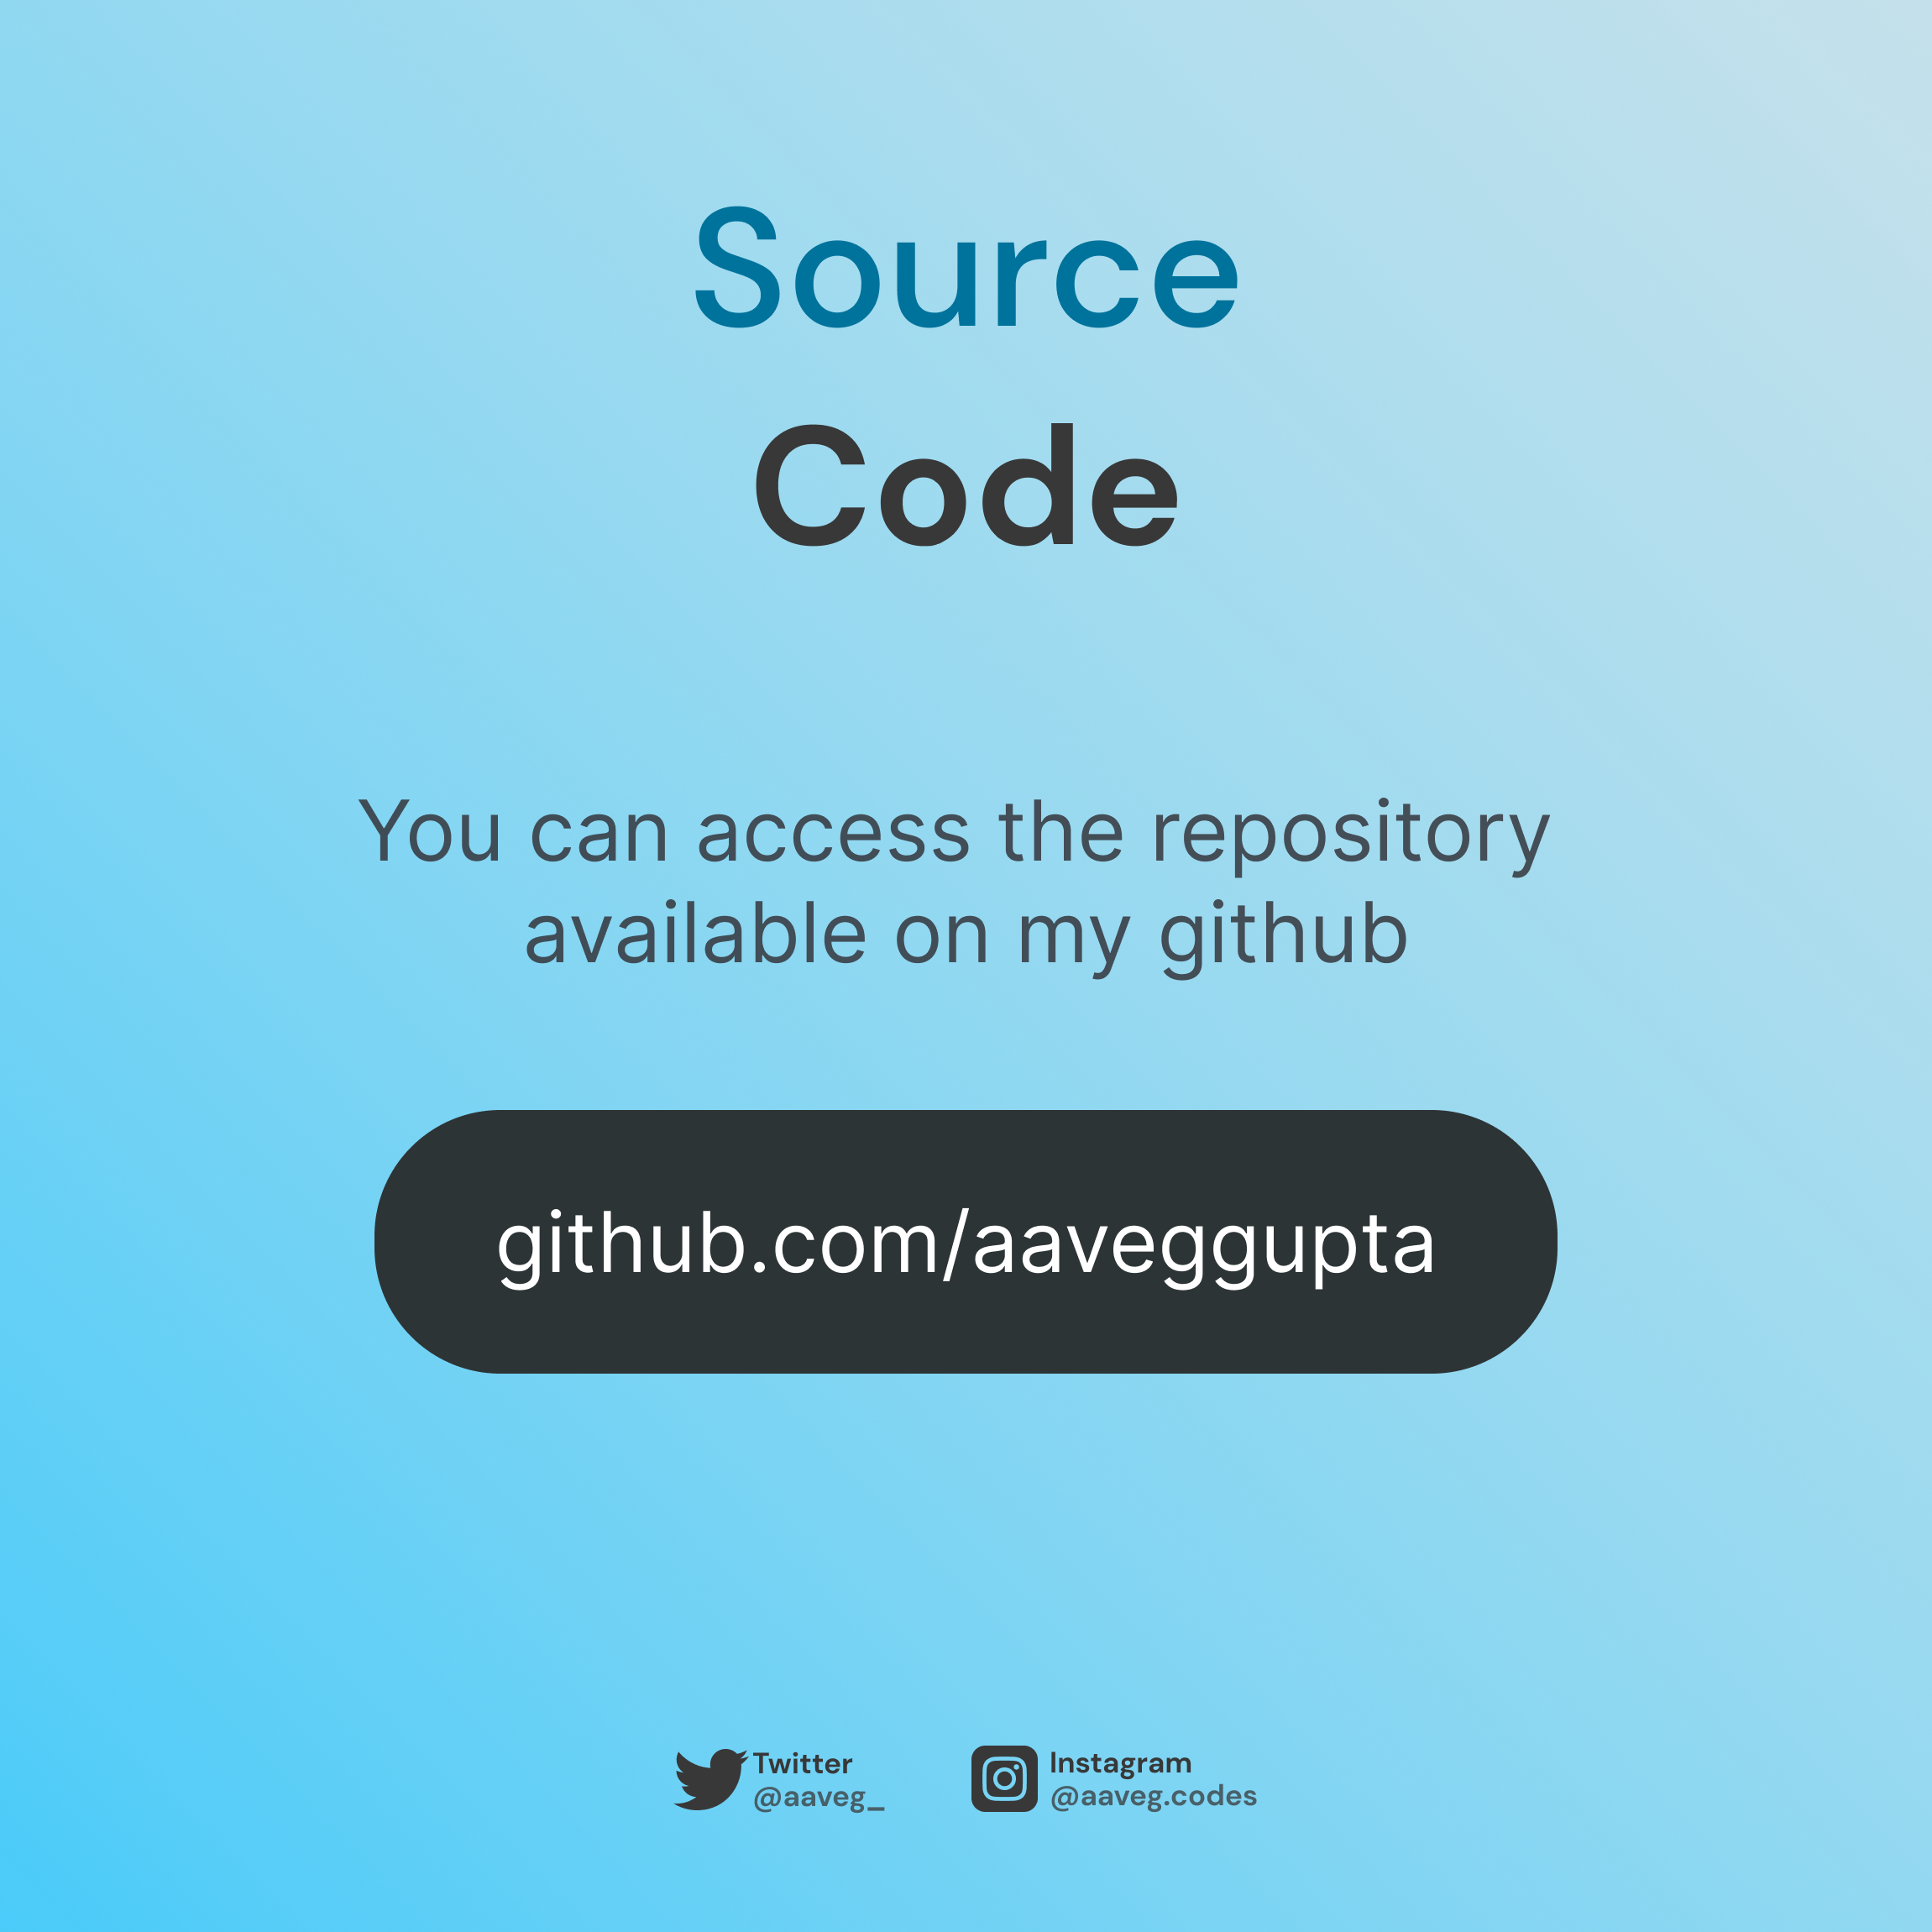 Source
Code
You can access the repository
available on my github
github.com/aaveggupta
Twitter
@aaveg_
Instagram
@aaveg.codes